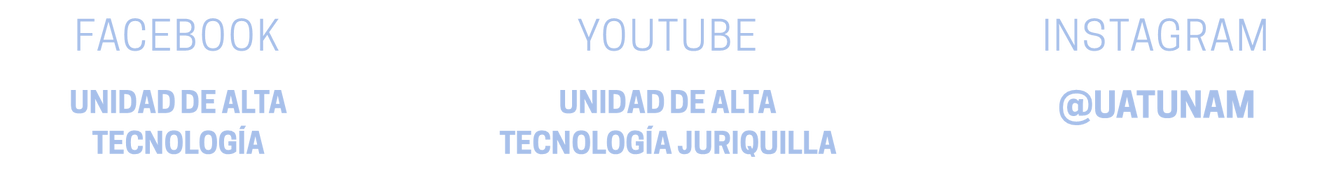 FACEBOOK
UNIDAD DE ALTA
TECNOLOGÍA
YOUTUBE
UNIDAD DE ALTA
TECNOLOGÍA JURIQUILLA
INSTAGRAM
@UATUNAM